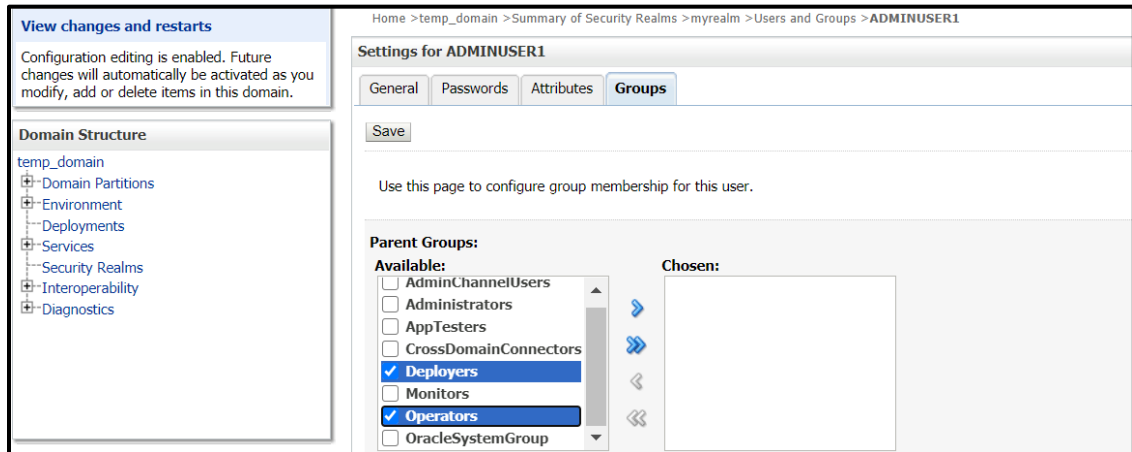 View changes and restarts
Configuration editing is enabled. Future
changes will automatically be activated as you
modify, add or delete items in this domain.
Domain Structure
temp_domain
Domain Partitions
Environment
Deployments
Services
Security Realms
Interoperability
Diagnostics
Home >temp_domain >Summary of Security Realms >myrealm >Users and Groups >ADMINUSER1
Settings for ADMINUSER1
General Passwords Attributes Groups
Save
Use this page to configure group membership for this user.
Parent Groups:
Available: Chosen:
AdminChannelUsers
Administrators
AppTesters
CrossDomainConnectors
Deployers
Monitors
Operators
OracleSystemGroup